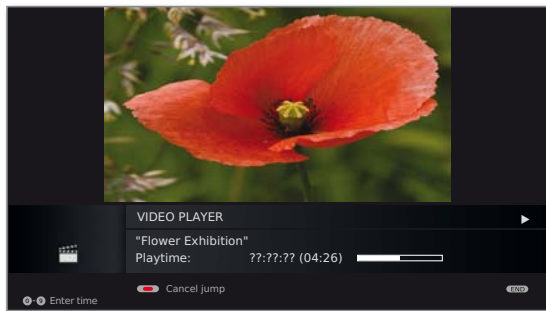 VIDEO PLAYER
"Flower Exhibition"
Playtime: ??:??:?? (04:26)
Cancel jump
END
0-9 Enter time